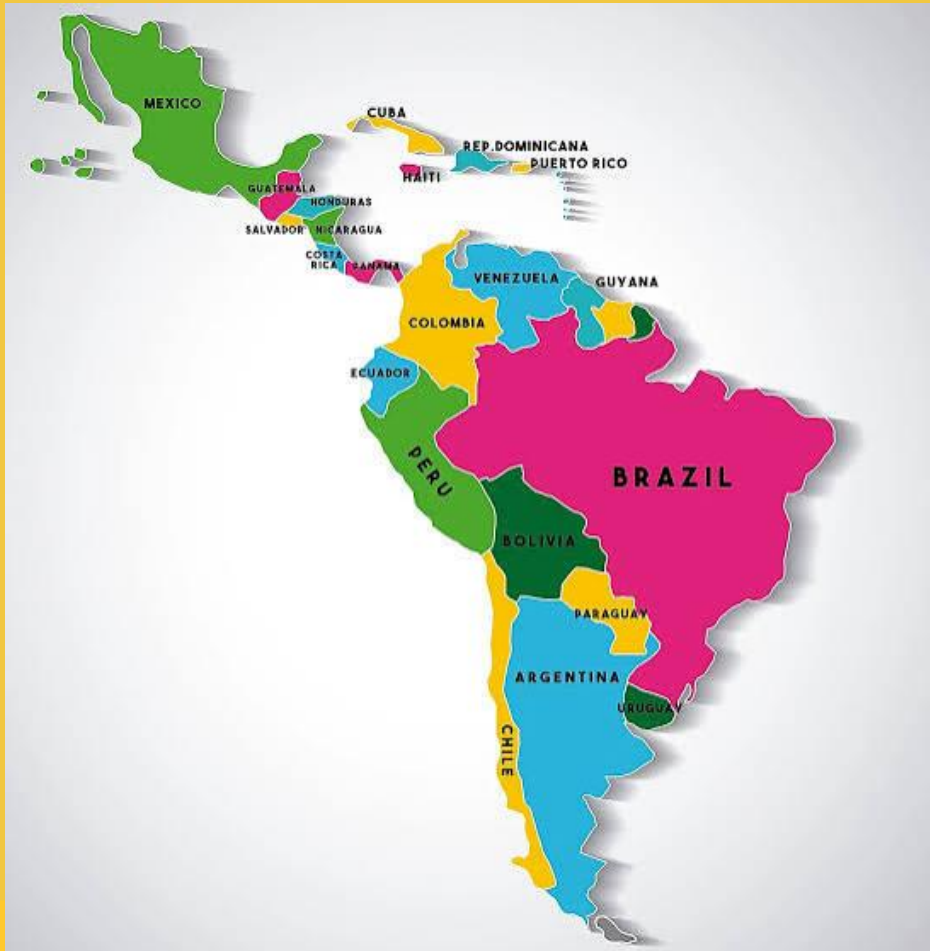 MEXICO
CUBA
REP.DOMINICANA
PUERTO RICO
HAITI
GUATEMALA
HONDURAS
SALVADOR
NICARAGUA
COSTA
RICA
PANAMA
VENEZUELA
GUYANA
COLOMBIA
ECUADOR
PERU
BRAZIL
BOLIVIA
PARAGUAY
ARGENTINA
URUGUAY
CHILE